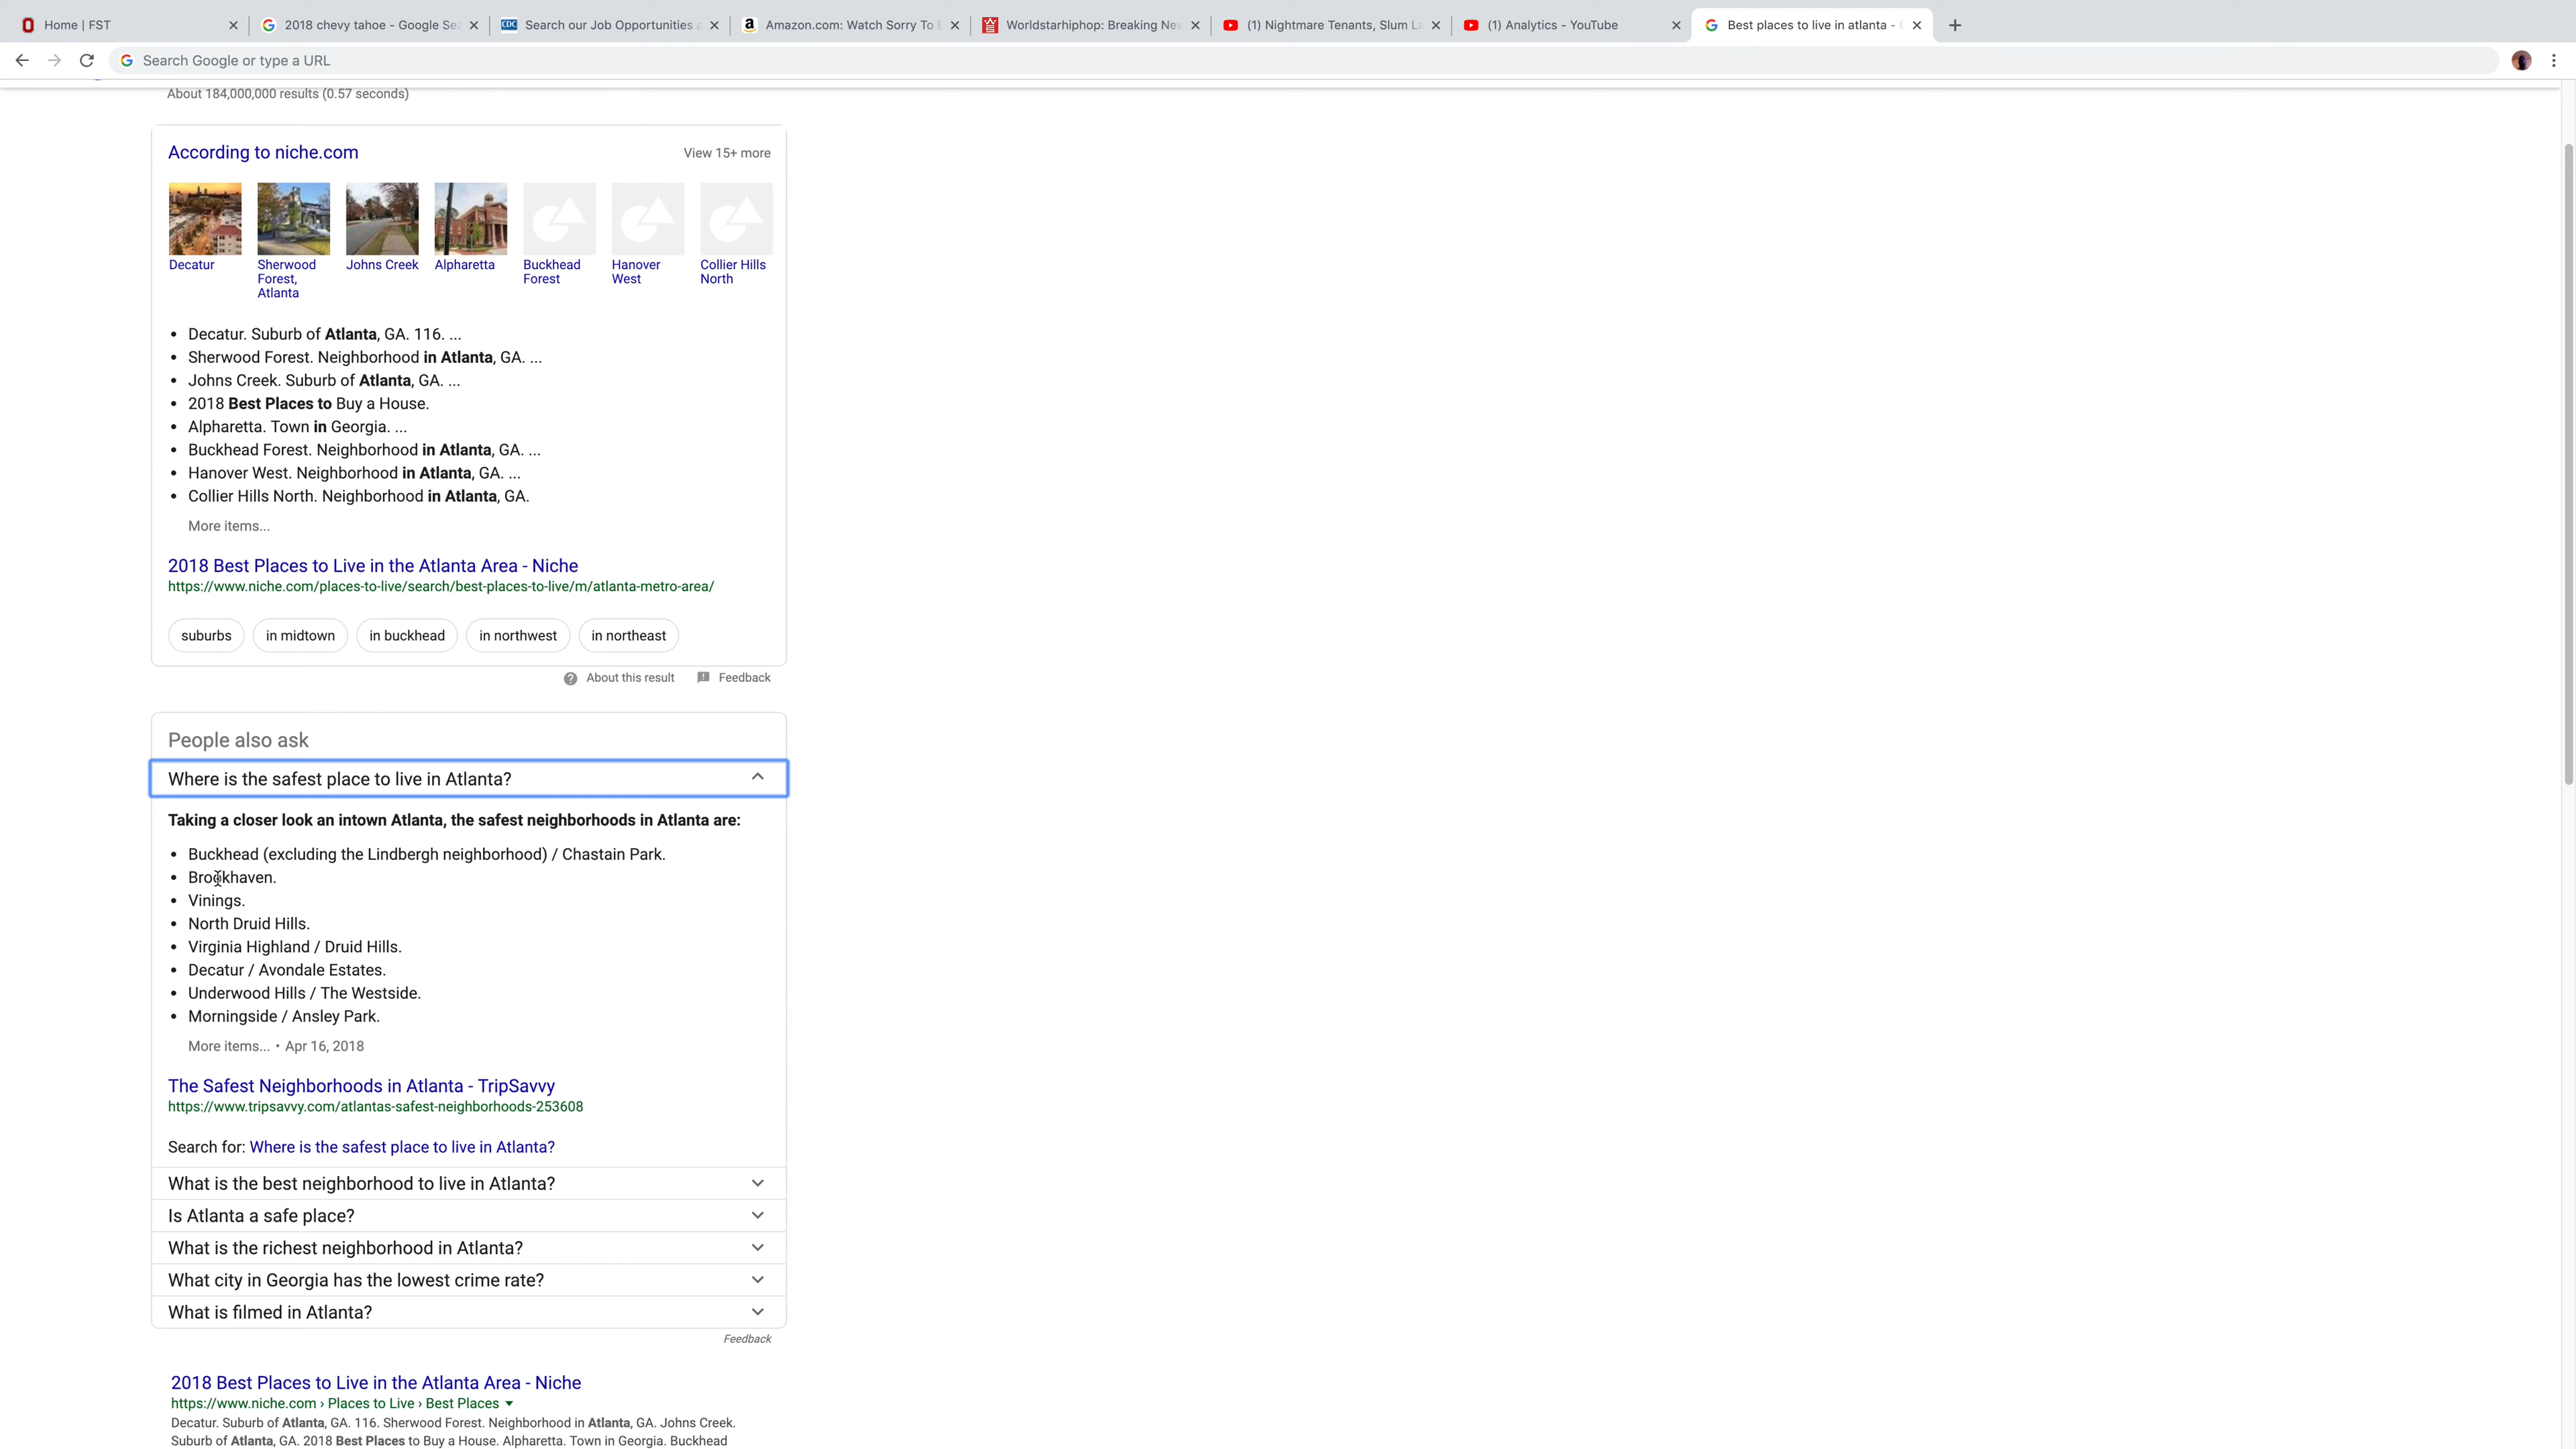 Home | FST
2018 chevy tahoe - Google Sea
CDC
Search our Job Opportunities a
Amazon.com: Watch Sorry To B
Worldstarhiphop: Breaking New
(1) Nightmare Tenants, Slum La
(1) Analytics - YouTube
Best places to live in atlanta -
Search Google or type a URL
About 184,000,000 results (0.57 seconds)
According to niche.com
View 15+ more
Decatur
Sherwood Forest, Atlanta
Johns Creek
Alpharetta
Buckhead Forest
Hanover West
Collier Hills North
• Decatur. Suburb of Atlanta, GA. 116. ...
• Sherwood Forest. Neighborhood in Atlanta, GA. ...
• Johns Creek. Suburb of Atlanta, GA. ...
• 2018 Best Places to Buy a House.
• Alpharetta. Town in Georgia. ...
• Buckhead Forest. Neighborhood in Atlanta, GA. ...
• Hanover West. Neighborhood in Atlanta, GA. ...
• Collier Hills North. Neighborhood in Atlanta, GA.
More items...
2018 Best Places to Live in the Atlanta Area - Niche
https://www.niche.com/places-to-live/search/best-places-to-live/m/atlanta-metro-area/
suburbs in midtown in buckhead in northwest in northeast
About this result Feedback
People also ask
Where is the safest place to live in Atlanta?
Taking a closer look an intown Atlanta, the safest neighborhoods in Atlanta are:
• Buckhead (excluding the Lindbergh neighborhood) / Chastain Park.
• Brookhaven.
• Vinings.
• North Druid Hills.
• Virginia Highland / Druid Hills.
• Decatur / Avondale Estates.
• Underwood Hills / The Westside.
• Morningside / Ansley Park.
More items... • Apr 16, 2018
The Safest Neighborhoods in Atlanta - TripSavvy
https://www.tripsavvy.com/atlantas-safest-neighborhoods-253608
Search for: Where is the safest place to live in Atlanta?
What is the best neighborhood to live in Atlanta?
Is Atlanta a safe place?
What is the richest neighborhood in Atlanta?
What city in Georgia has the lowest crime rate?
What is filmed in Atlanta?
Feedback
2018 Best Places to Live in the Atlanta Area - Niche
https://www.niche.com › Places to Live › Best Places
Decatur. Suburb of Atlanta, GA. 116. Sherwood Forest. Neighborhood in Atlanta, GA. Johns Creek.
Suburb of Atlanta, GA. 2018 Best Places to Buy a House. Alpharetta. Town in Georgia. Buckhead